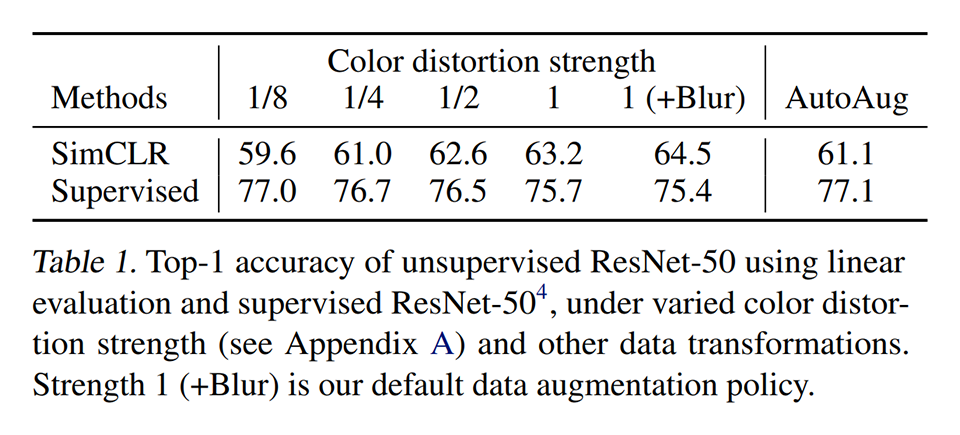 Color distortion strength
Methods 1/8 1/4 1/2 1 1 (+Blur) AutoAug
SimCLR 59.6 61.0 62.6 63.2 64.5 61.1
Supervised 77.0 76.7 76.5 75.7 75.4 77.1
Table 1. Top-1 accuracy of unsupervised ResNet-50 using linear
evaluation and supervised ResNet-50⁴, under varied color distor-
tion strength (see Appendix A) and other data transformations.
Strength 1 (+Blur) is our default data augmentation policy.